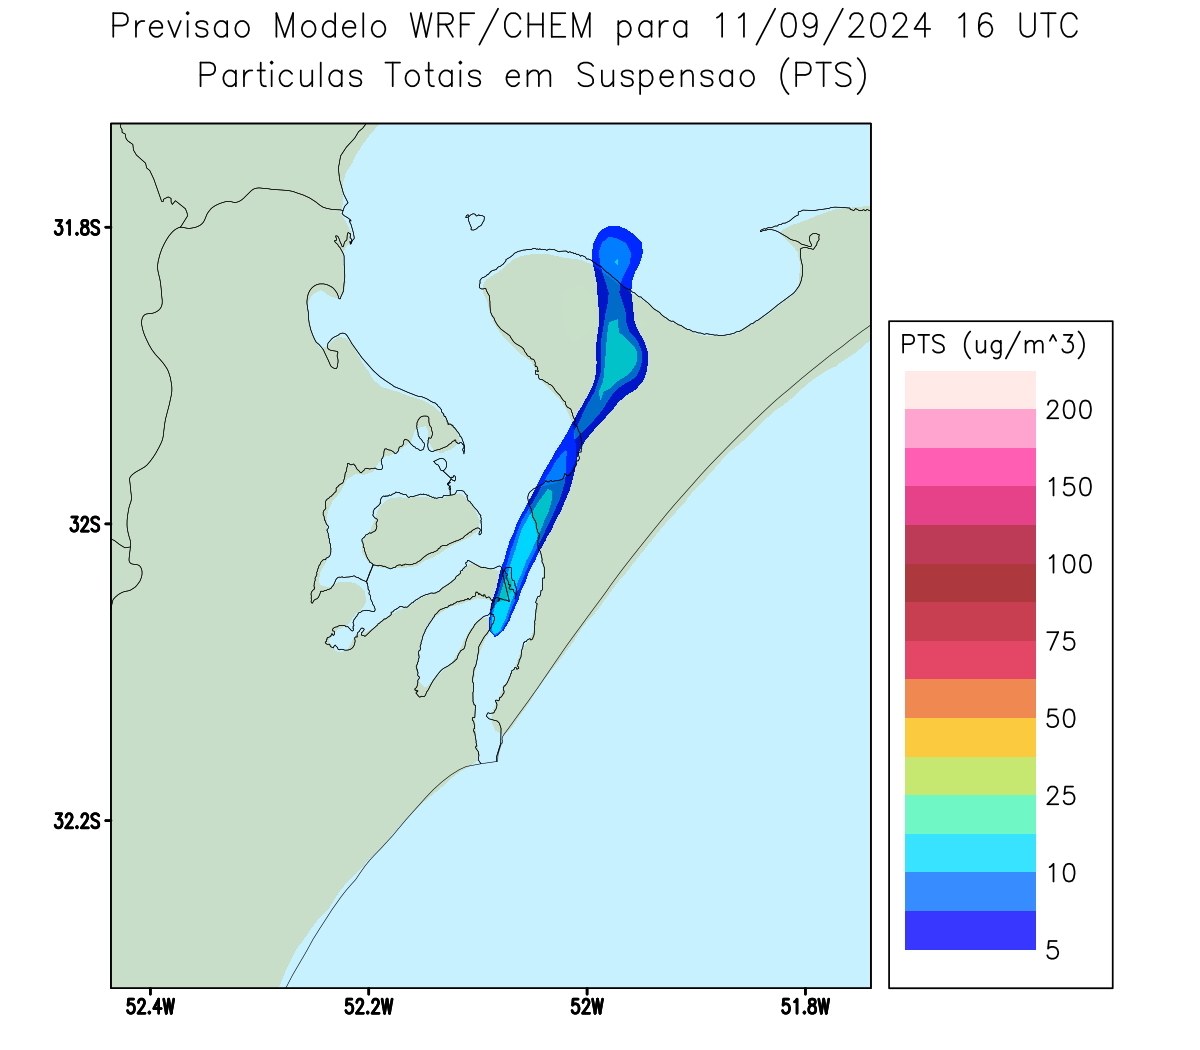 Previsao Modelo WRF/CHEM para 11/09/2024 16 UTC
Particulas Totais em Suspensao (PTS)
31.8S
32S
32.2S
52.4W
52.2W
52W
51.8W
PTS (ug/m^3)
200
150
100
75
50
25
10
5